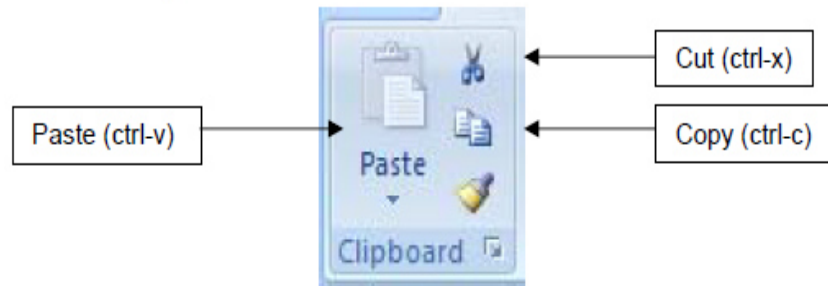 Cut (ctrl-x)
Paste (ctrl-v)
Copy (ctrl-c)
Paste
Clipboard